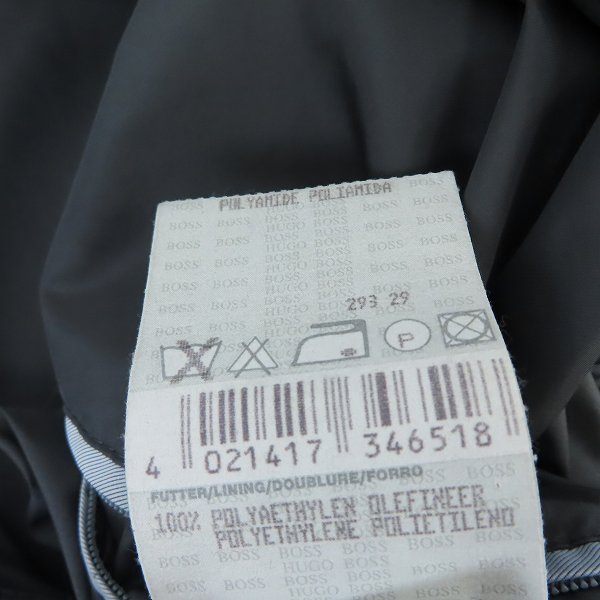 POLYAMIDE POLIAMIDA
293 29
P
4 021417 346518
FUTTER/LINING/DOUBLURE/FORRO
100% POLYAETHYLEN OLEFINEER
POLYETHYLENE POLIETILENO